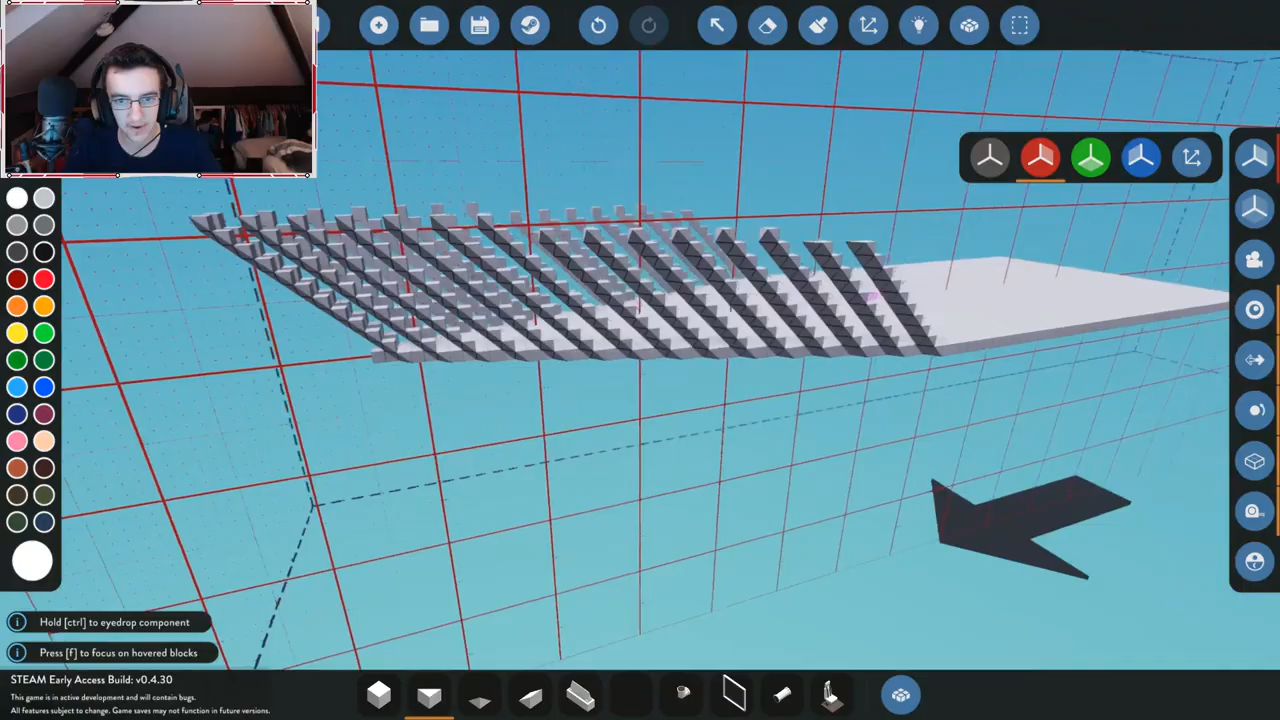 Hold [ctrl] to eyedrop component
Press [f] to focus on hovered blocks
STEAM Early Access Build: v0.4.30
This game is in active development and will contain bugs.
All features subject to change. Game saves may not function in future versions.